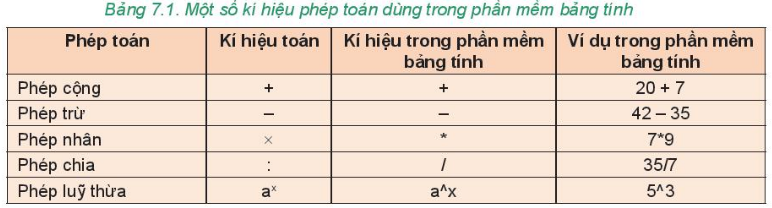 Bảng 7.1. Một số kí hiệu phép toán dùng trong phần mềm bảng tính
Phép toán Kí hiệu toán Kí hiệu trong phần mềm bảng tính Ví dụ trong phần mềm bảng tính
Phép cộng + + 20 + 7
Phép trừ – – 42 – 35
Phép nhân × * 7*9
Phép chia : / 35/7
Phép luỹ thừa aˣ a^x 5^3